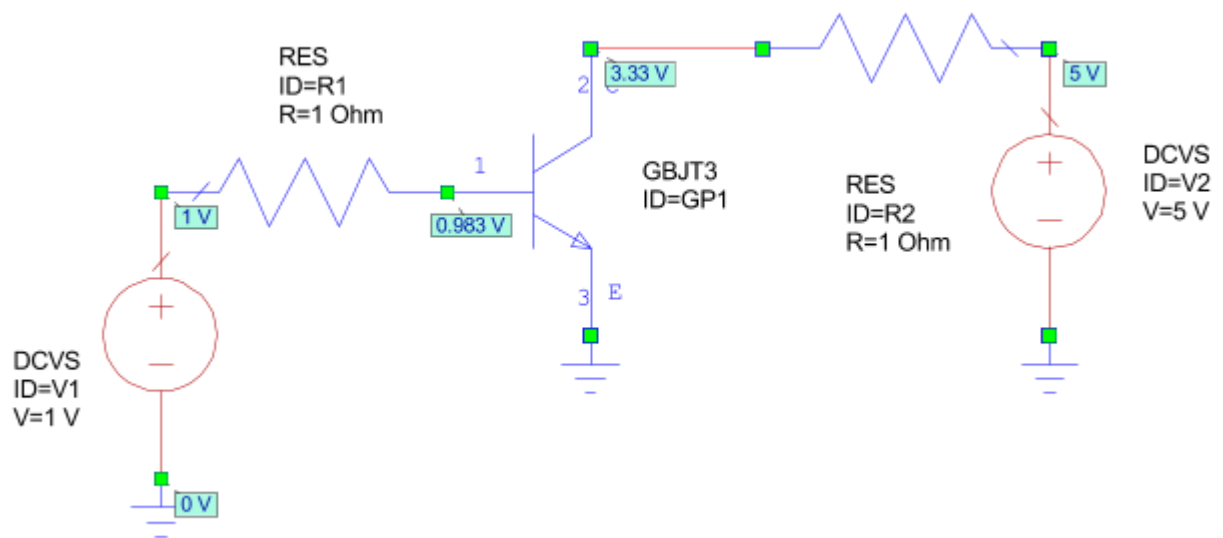 RES
ID=R1
R=1 Ohm
2
C
3.33 V
5 V
1
GBJT3
ID=GP1
RES
ID=R2
R=1 Ohm
DCVS
ID=V2
V=5 V
1 V
0.983 V
3
E
DCVS
ID=V1
V=1 V
0 V